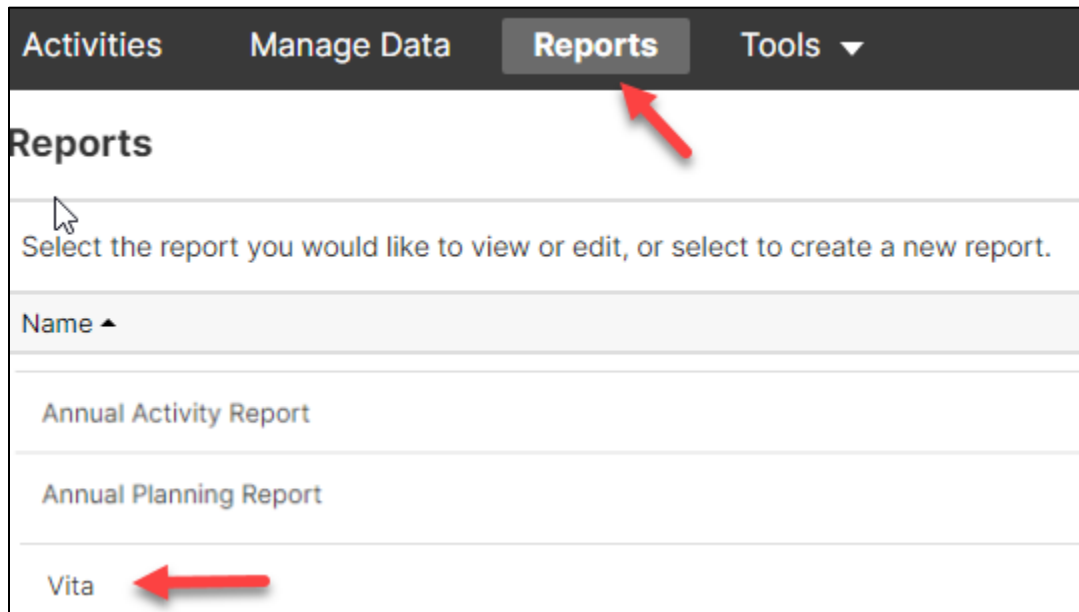 Activities Manage Data Reports Tools
Reports
Select the report you would like to view or edit, or select to create a new report.
Name
Annual Activity Report
Annual Planning Report
Vita